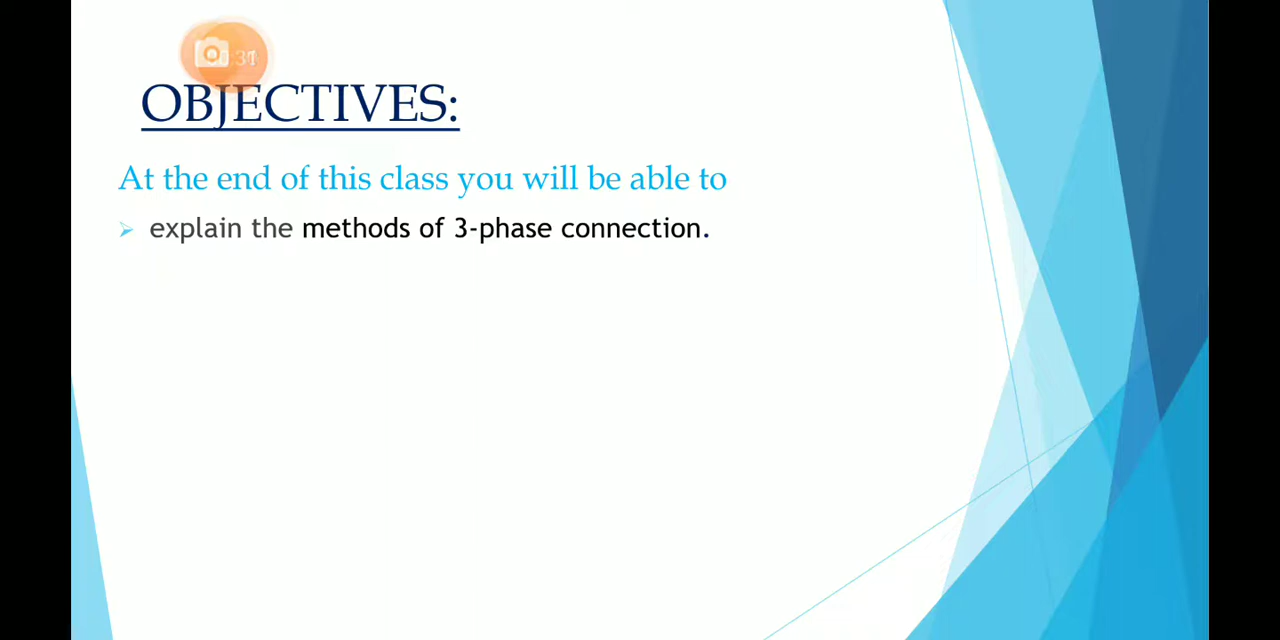 OBJECTIVES:
At the end of this class you will be able to
explain the methods of 3-phase connection.